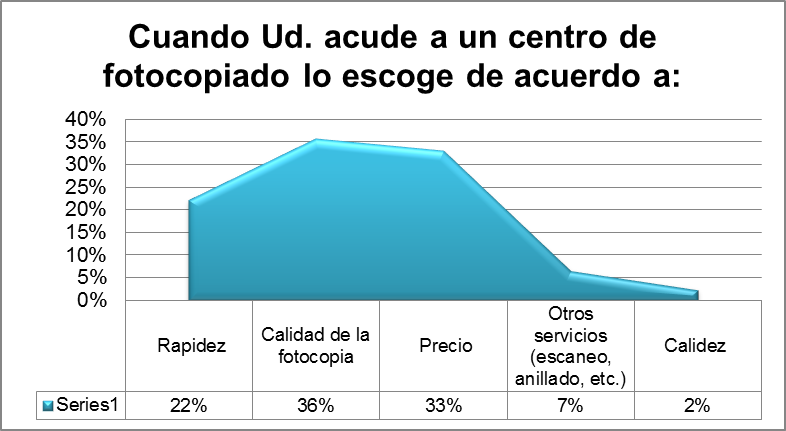 Cuando Ud. acude a un centro de
fotocopiado lo escoge de acuerdo a:
40%
35%
30%
25%
20%
15%
10%
5%
0%
Rapidez
Calidad de la
fotocopia
Precio
Otros
servicios
(escaneo,
anillado, etc.)
Calidez
Series1 22% 36% 33% 7% 2%